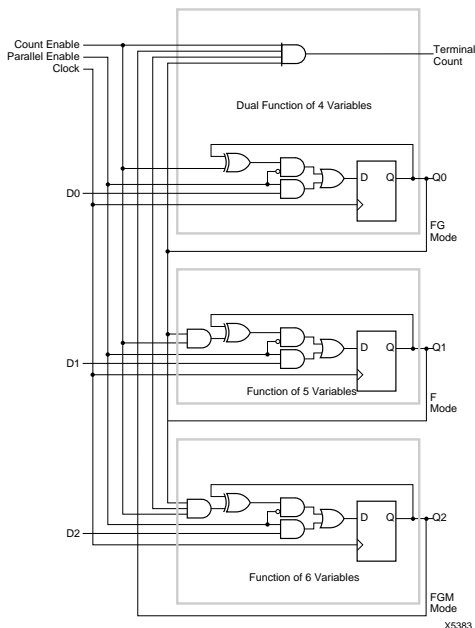 Count Enable
Parallel Enable
Clock
Terminal
Count
Dual Function of 4 Variables
D Q
Q0
D0
FG
Mode
D Q
Q1
D1
Function of 5 Variables
F
Mode
D Q
Q2
D2
Function of 6 Variables
FGM
Mode
X5383